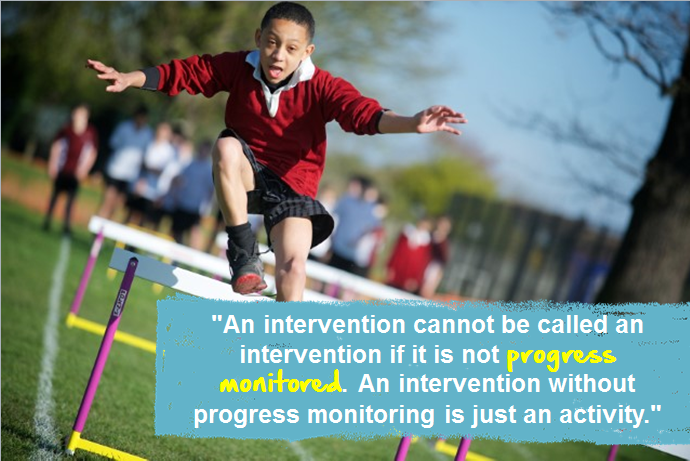 "An intervention cannot be called an
intervention if it is not progress
monitored. An intervention without
progress monitoring is just an activity."